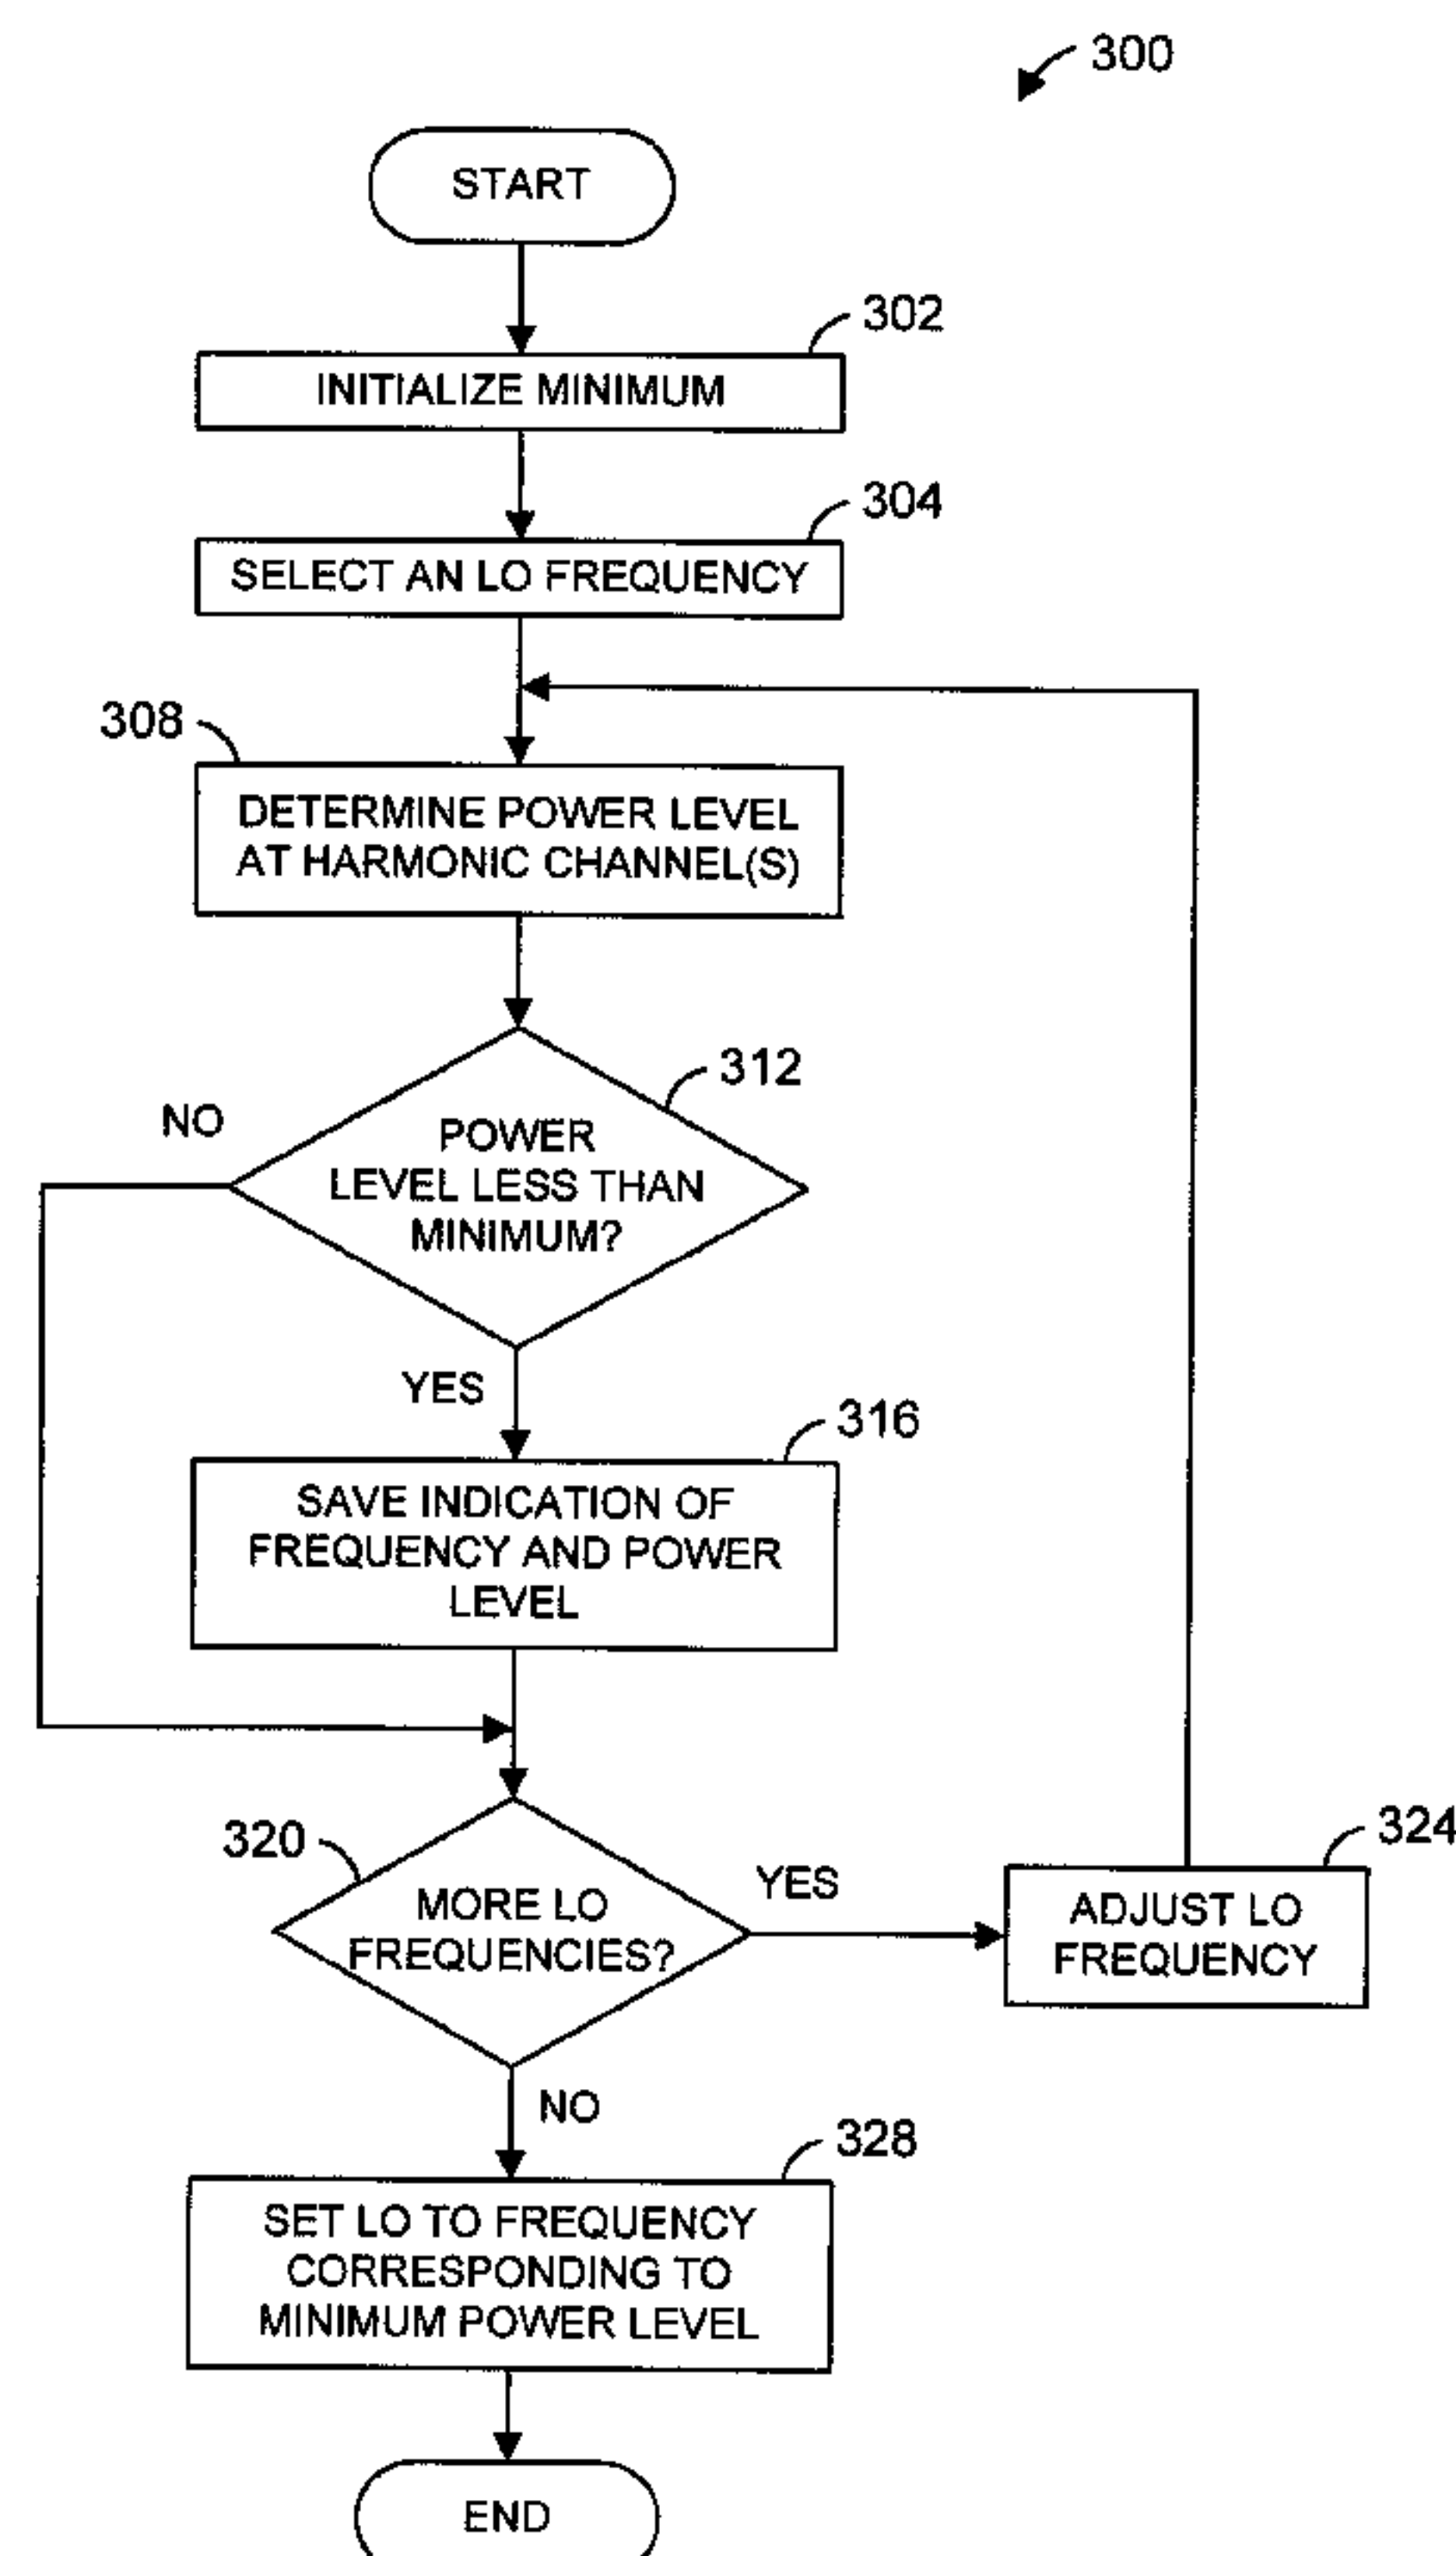 300
START
302
INITIALIZE MINIMUM
304
SELECT AN LO FREQUENCY
308
DETERMINE POWER LEVEL
AT HARMONIC CHANNEL(S)
312
NO
POWER
LEVEL LESS THAN
MINIMUM?
YES
316
SAVE INDICATION OF
FREQUENCY AND POWER
LEVEL
320
MORE LO
FREQUENCIES?
YES
324
ADJUST LO
FREQUENCY
NO
328
SET LO TO FREQUENCY
CORRESPONDING TO
MINIMUM POWER LEVEL
END